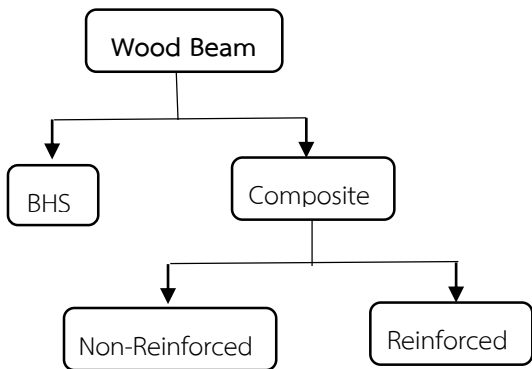 Wood Beam
BHS
Composite
Non-Reinforced
Reinforced